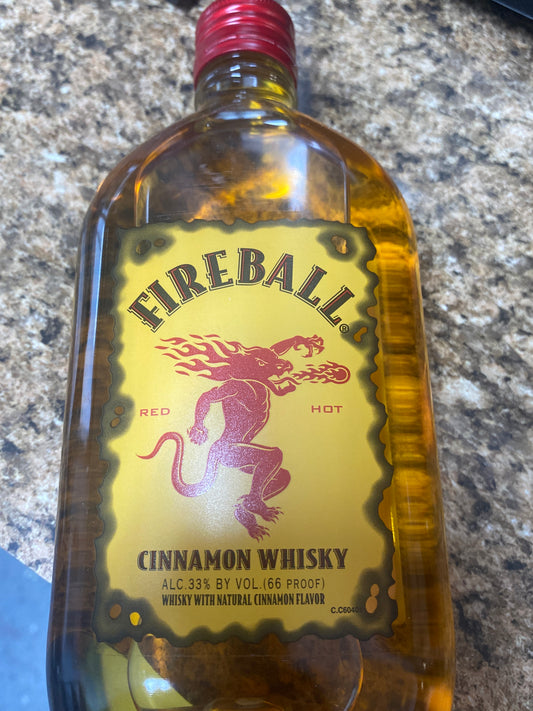 FIREBALL®
RED HOT
CINNAMON WHISKY
ALC.33% BY VOL.(66 PROOF)
WHISKY WITH NATURAL CINNAMON FLAVOR